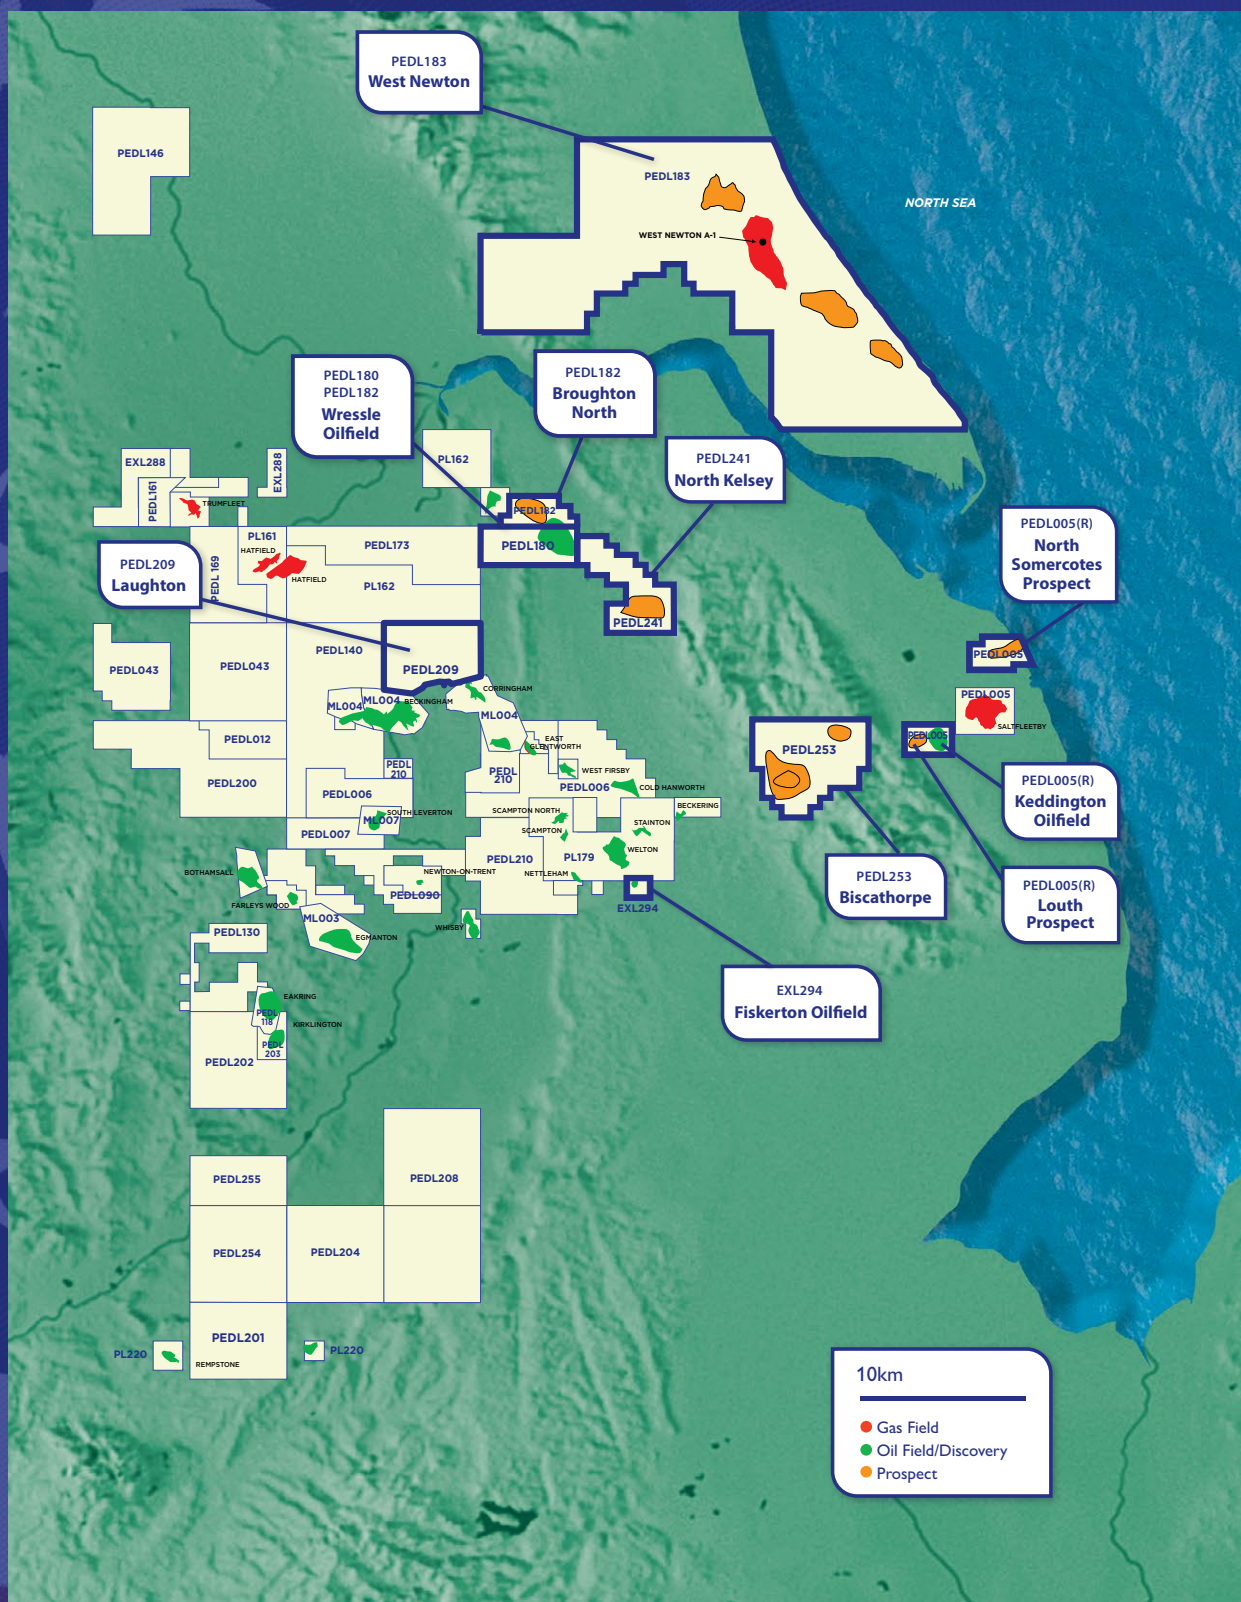 PEDL183
West Newton
PEDL146
PEDL183
NORTH SEA
WEST NEWTON A-1
PEDL180
PEDL182
Wressle
Oilfield
PEDL182
Broughton
North
PEDL241
North Kelsey
PL162
EXL288
EXL288
PEDL161
TRUMFLEET
PEDL182
PEDL180
PL161
HATFIELD
HATFIELD
PEDL 169
PEDL173
PL162
PEDL209
Laughton
PEDL005(R)
North
Somercotes
Prospect
PEDL241
PEDL043
PEDL043
PEDL140
PEDL209
PEDL005
CORRINGHAM
ML004
ML004
BECKINGHAM
ML004
PEDL005
SALTFLEETBY
PEDL012
EAST
GLENTWORTH
PEDL253
PEDL005
PEDL
210
PEDL
210
WEST FIRSBY
PEDL200
PEDL006
PEDL006
COLD HANWORTH
PEDL005(R)
Keddington
Oilfield
SOUTH LEVERTON
ML007
SCAMPTON NORTH
BECKERING
PEDL007
SCAMPTON
STAINTON
PEDL210
PL179
WELTON
BOTHAMSALL
NEWTON-ON-TRENT
NETTLEHAM
PEDL090
FARLEYS WOOD
EXL294
PEDL253
Biscathorpe
PEDL005(R)
Louth
Prospect
ML003
PEDL130
EGMANTON
WHISBY
EXL294
Fiskerton Oilfield
EAKRING
PEDL
118
KIRKLINGTON
PEDL
203
PEDL202
PEDL255
PEDL208
PEDL254
PEDL204
PEDL201
PL220
PL220
REMPSTONE
10km
Gas Field
Oil Field/Discovery
Prospect